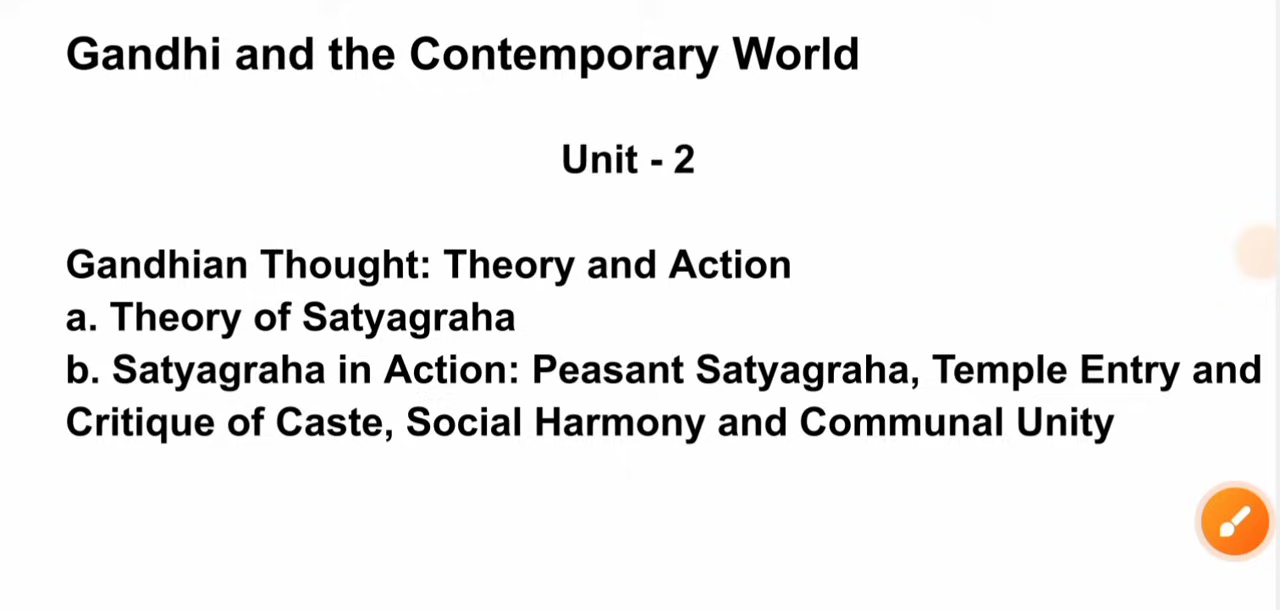 Gandhi and the Contemporary World
Unit - 2
Gandhian Thought: Theory and Action
a. Theory of Satyagraha
b. Satyagraha in Action: Peasant Satyagraha, Temple Entry and
Critique of Caste, Social Harmony and Communal Unity